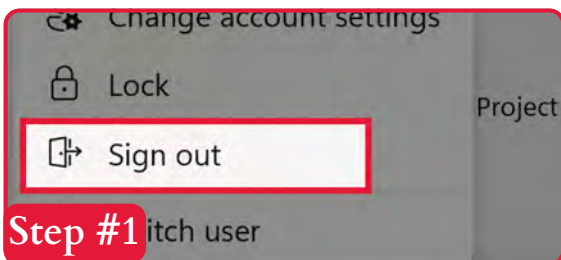 Change account settings
Lock
Project
Sign out
Step #1
itch user